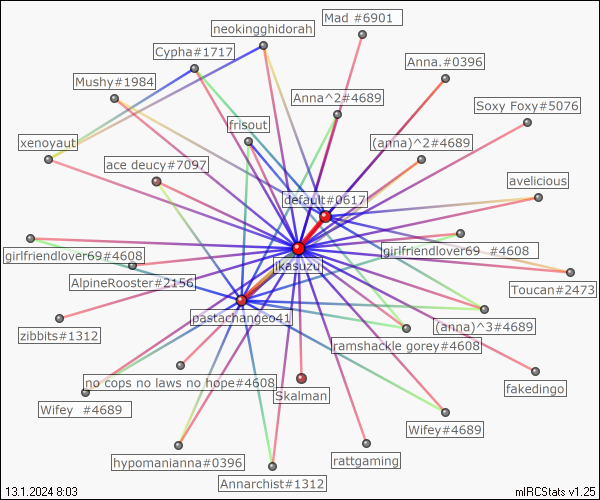 Mad #6901
neokingghidorah
Cypha#1717
Anna.#0396
Mushy#1984
Anna^2#4689
Soxy Foxy#5076
frisout
xenoyaut
(anna)^2#4689
ace deucy#7097
avelicious
default#0617
girlfriendlover69#4608
girlfriendlover69 #4608
jkasuzu
AlpineRooster#2156
Toucan#2473
pastachangeo41
(anna)^3#4689
zibbits#1312
ramshackle gorey#4608
no cops no laws no hope#4608
fakedingo
Skalman
Wifey #4689
Wifey#4689
hypomanianna#0396
rattgaming
Annarchist#1312
13.1.2024 8:03
mIRCStats v1.25